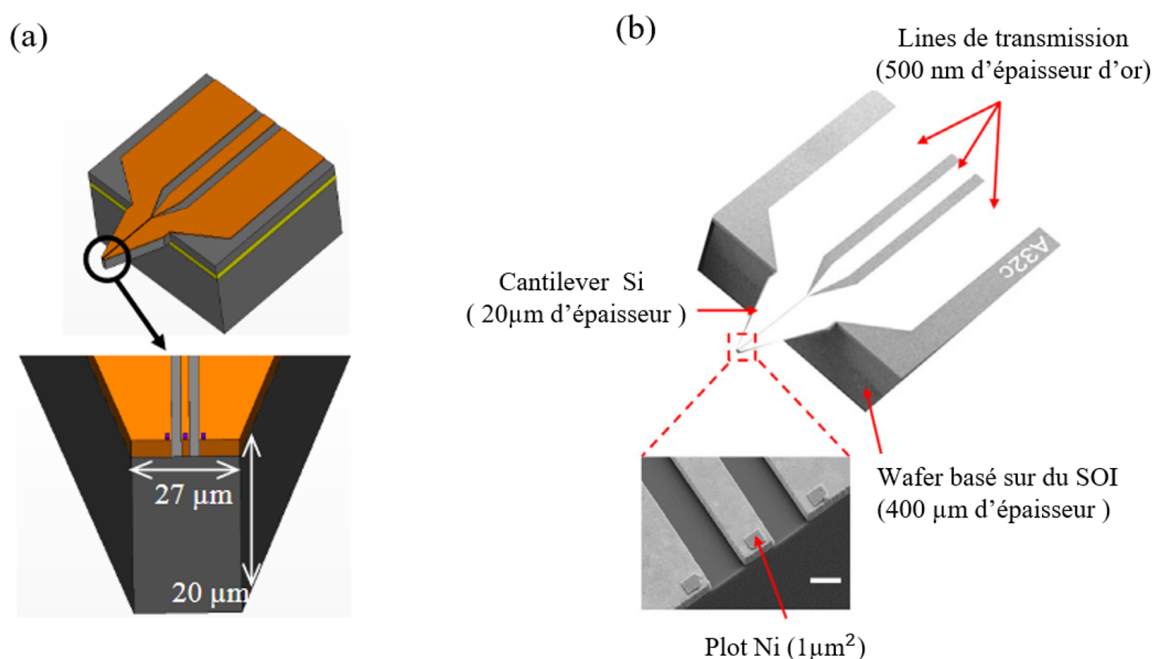 (a)
27 µm
20 µm
(b)
Lines de transmission
(500 nm d’épaisseur d’or)
Cantilever Si
( 20µm d’épaisseur )
A32c
Wafer basé sur du SOI
(400 µm d’épaisseur )
Plot Ni (1µm²)